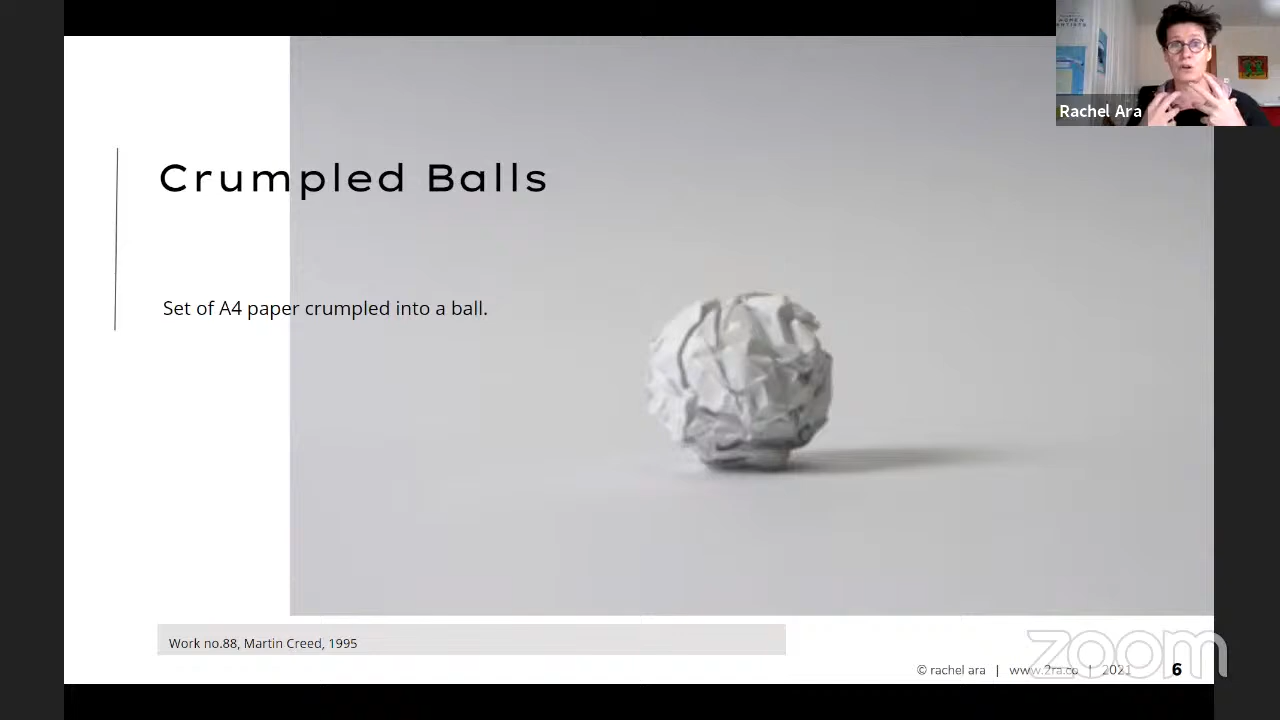 Rachel Ara
Crumpled Balls
Set of A4 paper crumpled into a ball.
Work no.88, Martin Creed, 1995
© rachel ara | www.2ra.co | 2021 6
zoom